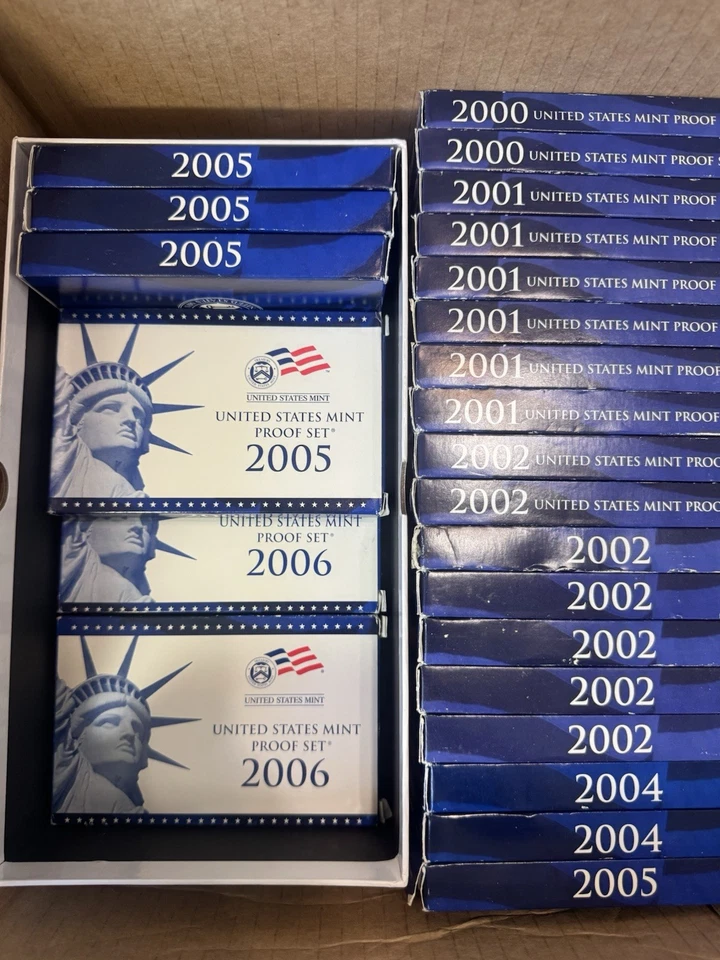 2005
2005
2005
UNITED STATES MINT
UNITED STATES MINT
PROOF SET®
2005
UNITED STATES MINT
PROOF SET®
2006
UNITED STATES MINT
UNITED STATES MINT
PROOF SET®
2006
2000 UNITED STATES MINT PROOF
2000 UNITED STATES MINT PROOF
2001 UNITED STATES MINT PROOF
2001 UNITED STATES MINT PROOF
2001 UNITED STATES MINT PROOF
2001 UNITED STATES MINT PROOF
2001 UNITED STATES MINT PROOF
2001 UNITED STATES MINT PROOF
2002 UNITED STATES MINT PROO
2002 UNITED STATES MINT PROO
2002
2002
2002
2002
2002
2004
2004
2005